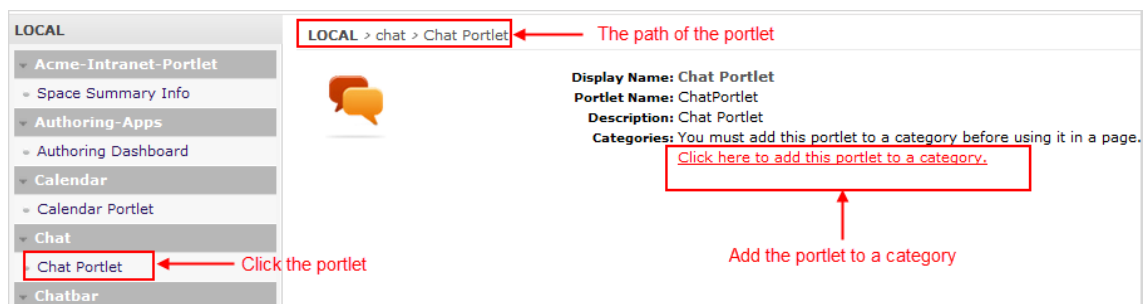 LOCAL
LOCAL > chat > Chat Portlet
The path of the portlet
Acme-Intranet-Portlet
Space Summary Info
Authoring-Apps
Authoring Dashboard
Calendar
Calendar Portlet
Chat
Chat Portlet
Click the portlet
Chatbar
Display Name: Chat Portlet
Portlet Name: ChatPortlet
Description: Chat Portlet
Categories: You must add this portlet to a category before using it in a page.
Click here to add this portlet to a category.
Add the portlet to a category